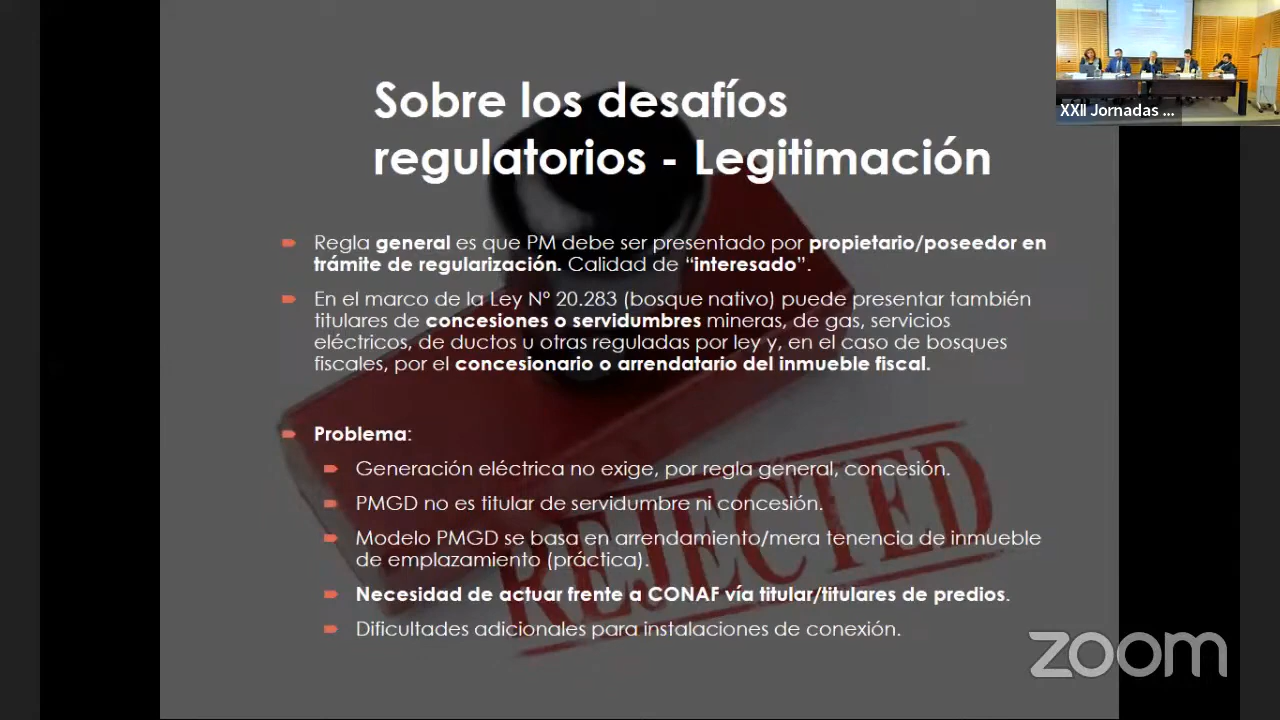 Sobre los desafíos
regulatorios - Legitimación
XXII Jornadas ...
Regla general es que PM debe ser presentado por propietario/poseedor en
trámite de regularización. Calidad de “interesado”.
En el marco de la Ley Nº 20.283 (bosque nativo) puede presentar también
titulares de concesiones o servidumbres mineras, de gas, servicios
eléctricos, de ductos u otras reguladas por ley y, en el caso de bosques
fiscales, por el concesionario o arrendatario del inmueble fiscal.
Problema:
Generación eléctrica no exige, por regla general, concesión.
PMGD no es titular de servidumbre ni concesión.
Modelo PMGD se basa en arrendamiento/mera tenencia de inmueble
de emplazamiento (práctica).
Necesidad de actuar frente a CONAF vía titular/titulares de predios.
Dificultades adicionales para instalaciones de conexión.
REJECTED
zoom